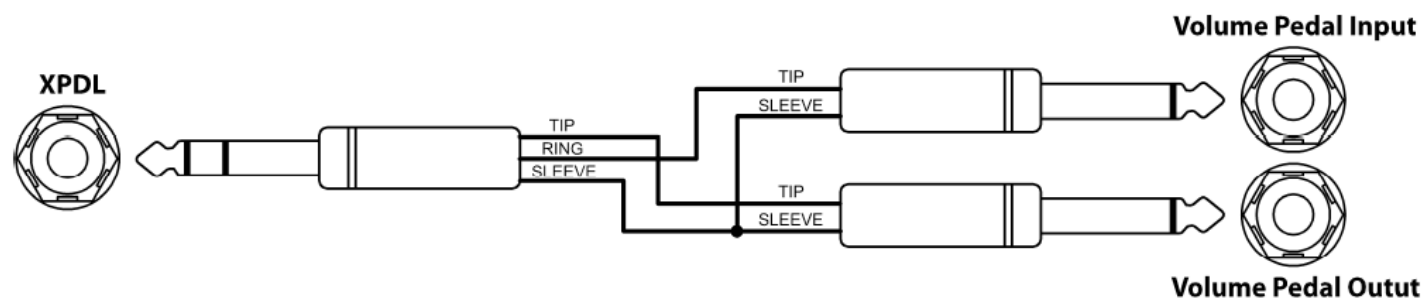 Volume Pedal Input
XPDL
TIP
SLEEVE
TIP
RING
SLEEVE
TIP
SLEEVE
Volume Pedal Outut